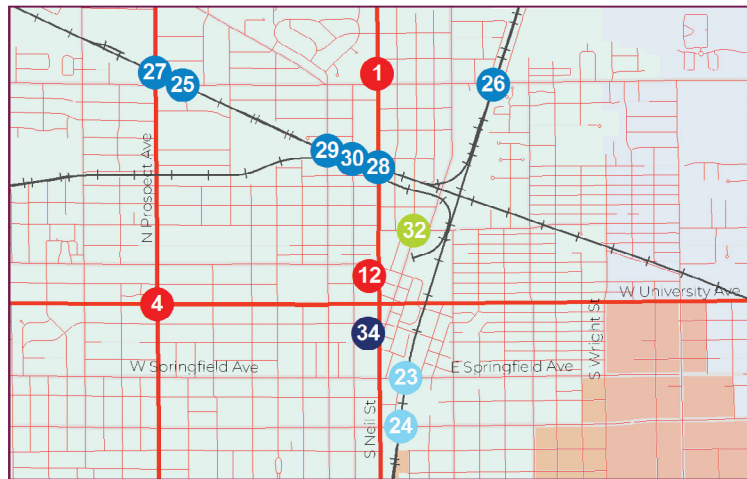 27
25
1
26
29
30
28
N Prospect Ave
32
12
4
W University Ave
34
S Wright St
W Springfield Ave
E Springfield Ave
23
S Neil St
24